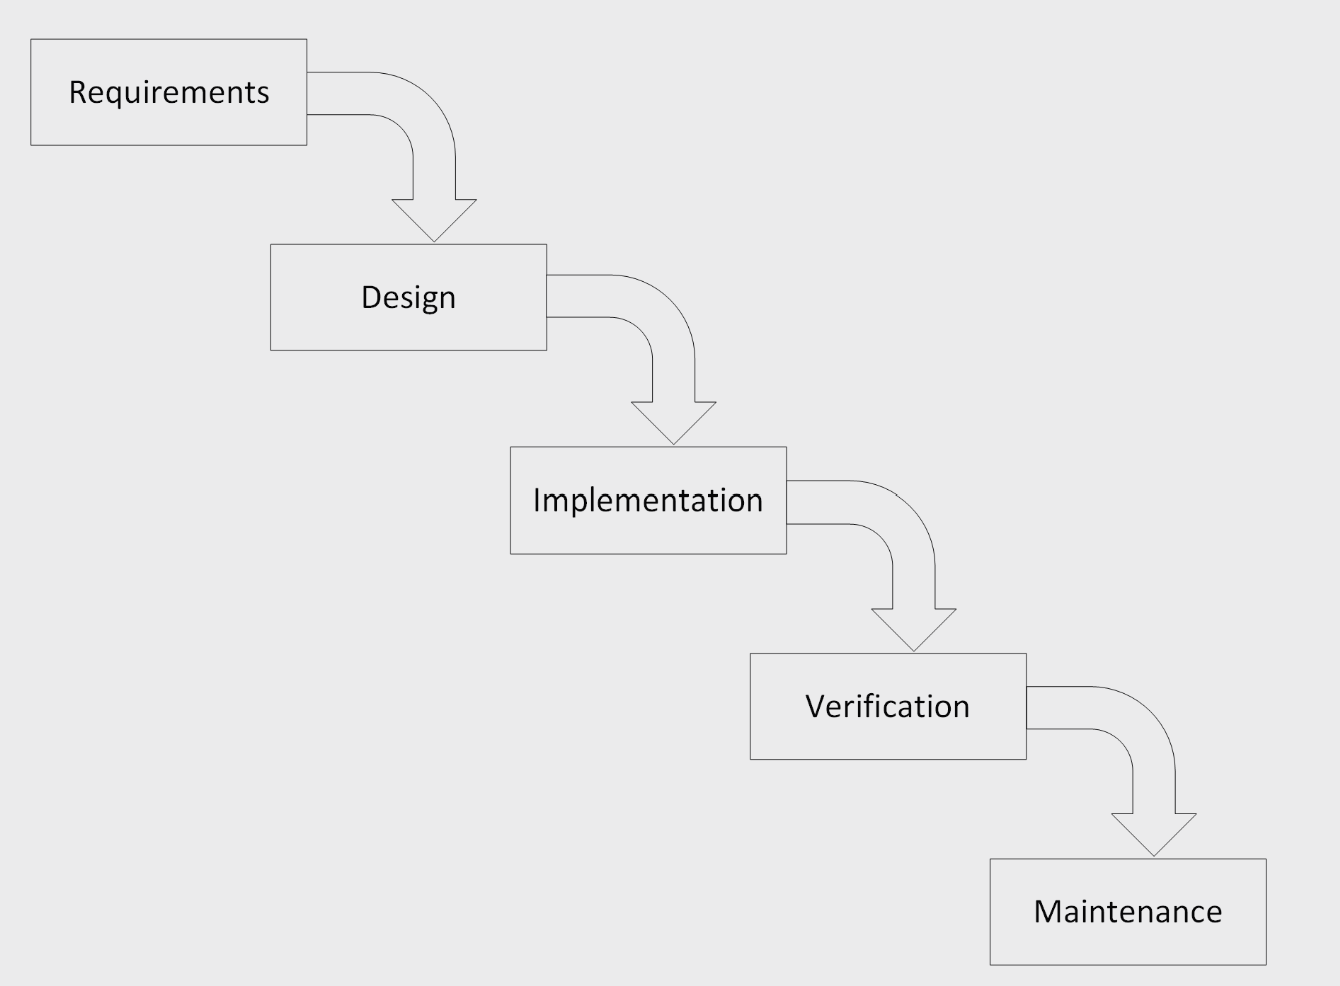 Requirements
Design
Implementation
Verification
Maintenance